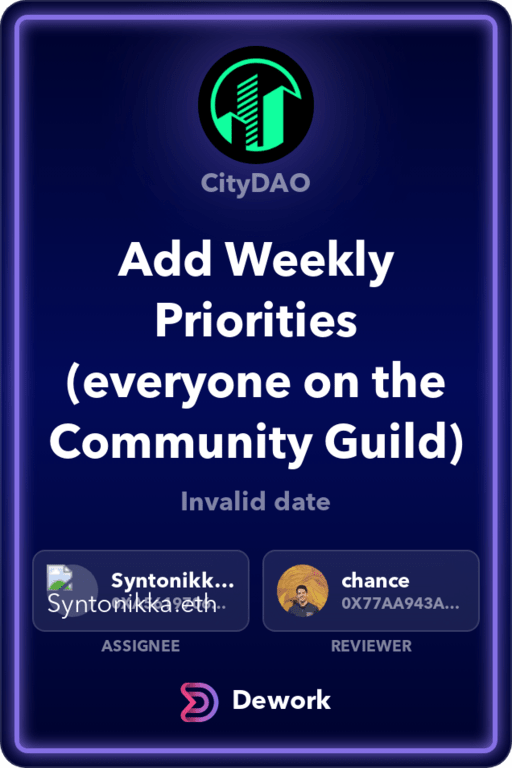 CityDAO
Add Weekly
Priorities
(everyone on the
Community Guild)
Invalid date
Syntonikk...
Syntonikka.eth
ASSIGNEE
chance
0X77AA943A...
REVIEWER
Dework